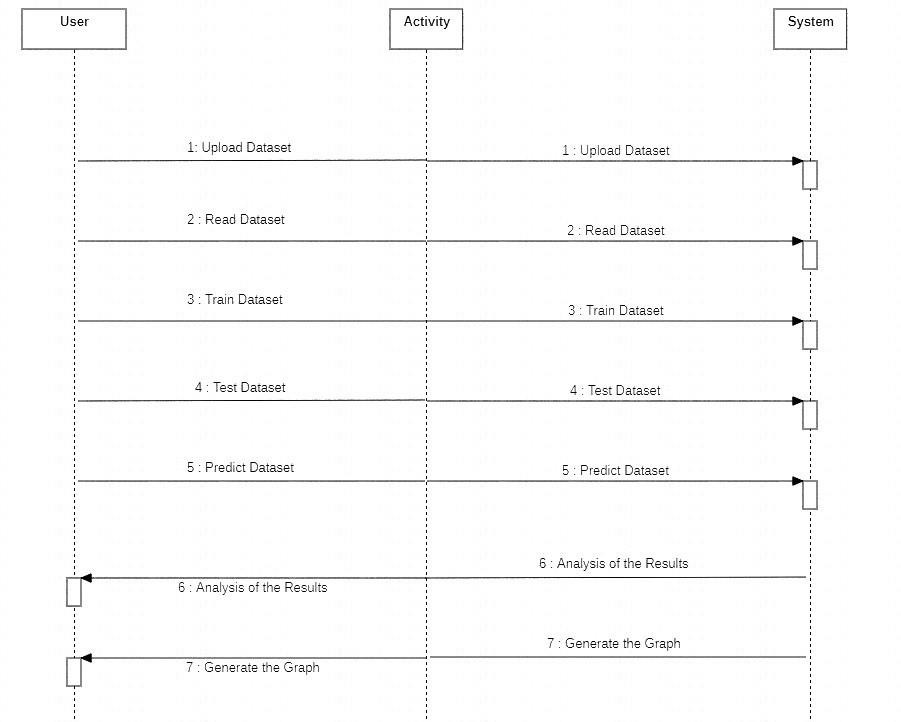 User
Activity
System
1: Upload Dataset
1 : Upload Dataset
2 : Read Dataset
2 : Read Dataset
3 : Train Dataset
3 : Train Dataset
4 : Test Dataset
4 : Test Dataset
5 : Predict Dataset
5 : Predict Dataset
6 : Analysis of the Results
6 : Analysis of the Results
7 : Generate the Graph
7 : Generate the Graph